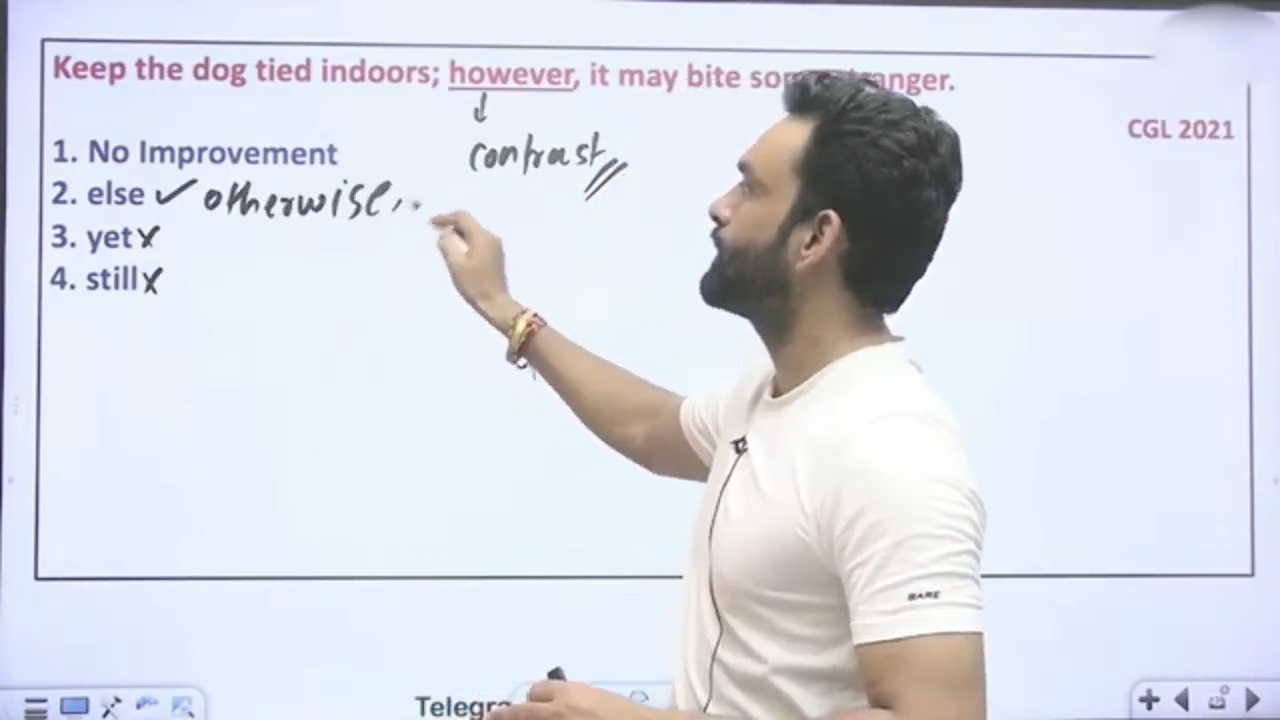 Keep the dog tied indoors; however, it may bite
CGL 2021
contrast
1. No Improvement
2. else ✓ otherwise,
3. yet x
4. still x
BARE